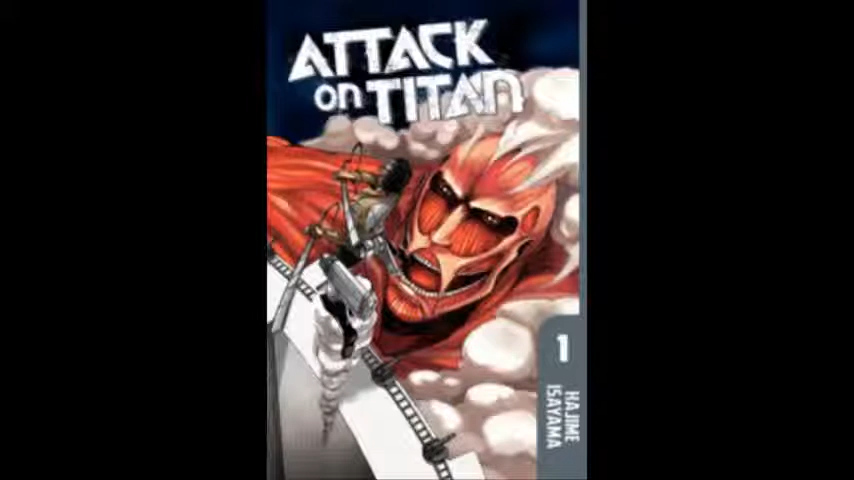 ATTACK
on TITAN
1
HAJIME
ISAYAMA